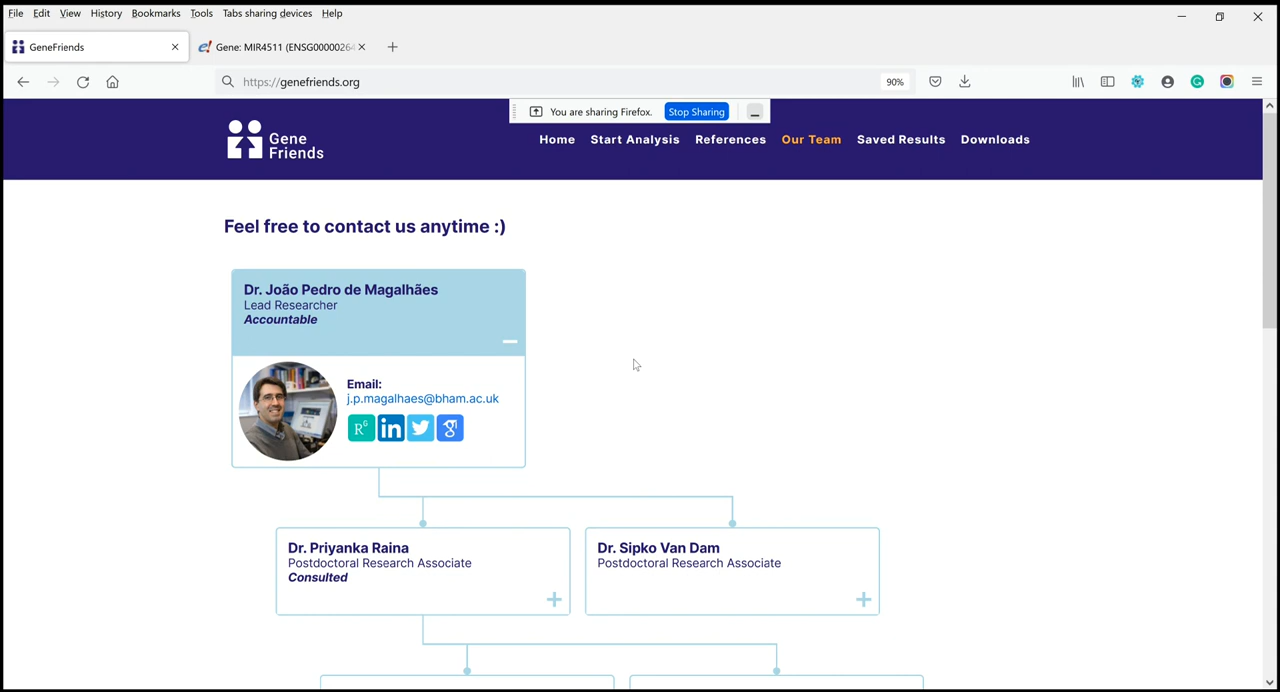 File Edit View History Bookmarks Tools Tabs sharing devices Help
GeneFriends
Gene: MIR4511 (ENSG00000264
https://genefriends.org
90%
You are sharing Firefox. Stop Sharing
Gene
Friends
Home Start Analysis References Our Team Saved Results Downloads
Feel free to contact us anytime :)
Dr. João Pedro de Magalhães
Lead Researcher
Accountable
Email:
j.p.magalhaes@bham.ac.uk
RG in
Dr. Priyanka Raina
Postdoctoral Research Associate
Consulted
Dr. Sipko Van Dam
Postdoctoral Research Associate